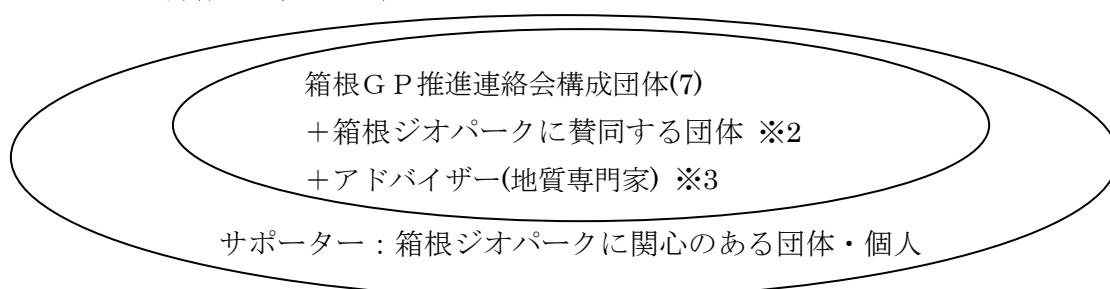 箱根GP推進連絡会構成団体(7)
+箱根ジオパークに賛同する団体 ※2
+アドバイザー(地質専門家) ※3
サポーター:箱根ジオパークに関心のある団体・個人